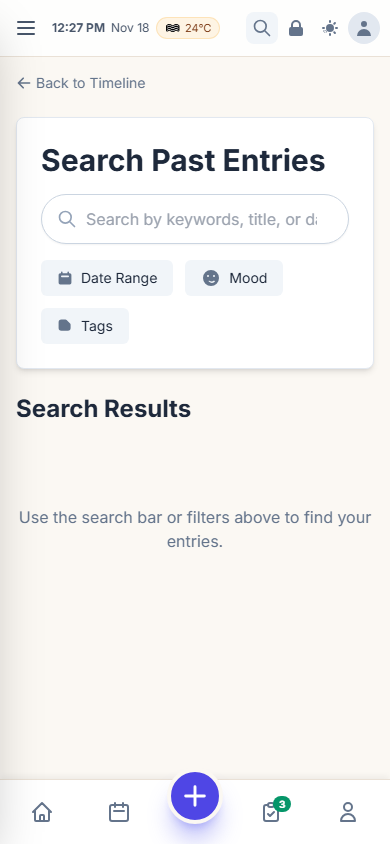 12:27 PM Nov 18 24°C
Back to Timeline
Search Past Entries
Search by keywords, title, or da
Date Range
Mood
Tags
Search Results
Use the search bar or filters above to find your
entries.
3